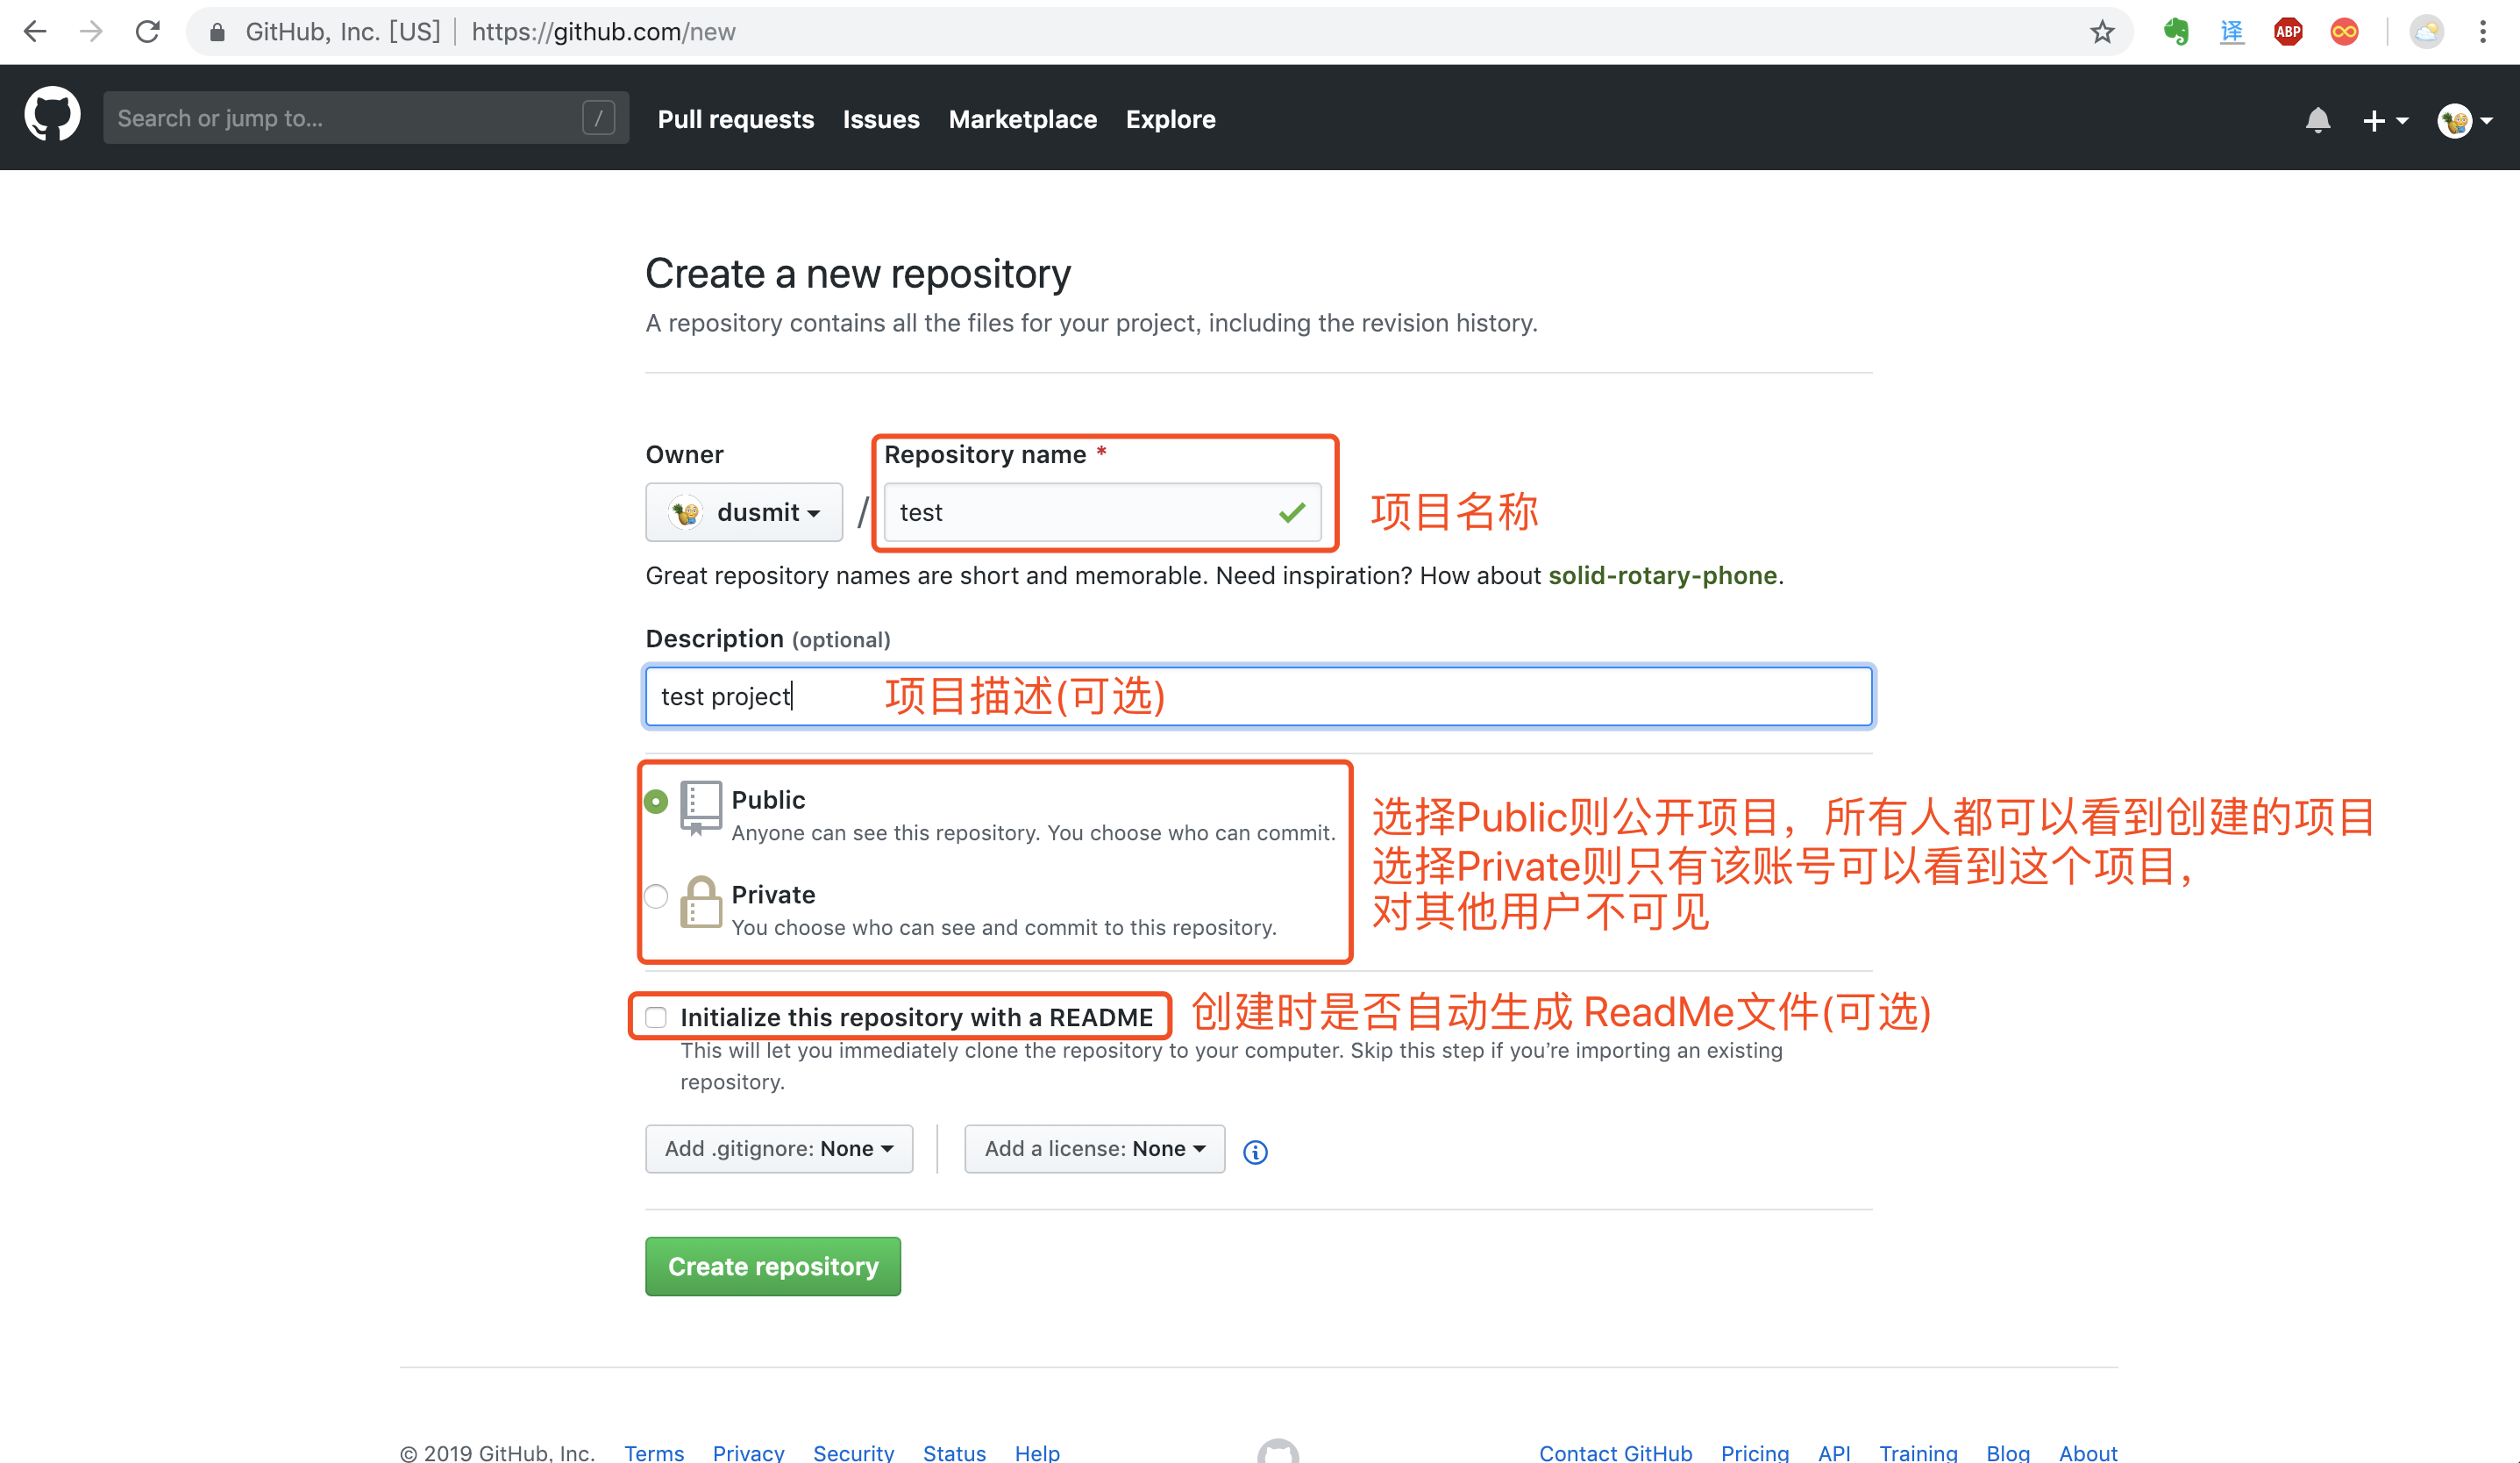 GitHub, Inc. [US] | https://github.com/new
译
ABP
Search or jump to... /
Pull requests Issues Marketplace Explore
Create a new repository
A repository contains all the files for your project, including the revision history.
Owner
Repository name *
dusmit / test
项目名称
Great repository names are short and memorable. Need inspiration? How about solid-rotary-phone.
Description (optional)
test project
项目描述(可选)
Public
Anyone can see this repository. You choose who can commit.
Private
You choose who can see and commit to this repository.
选择Public则公开项目，所有人都可以看到创建的项目
选择Private则只有该账号可以看到这个项目，
对其他用户不可见
Initialize this repository with a README
创建时是否自动生成 ReadMe文件(可选)
This will let you immediately clone the repository to your computer. Skip this step if you’re importing an existing
repository.
Add .gitignore: None
Add a license: None
Create repository
© 2019 GitHub, Inc. Terms Privacy Security Status Help
Contact GitHub Pricing API Training Blog About